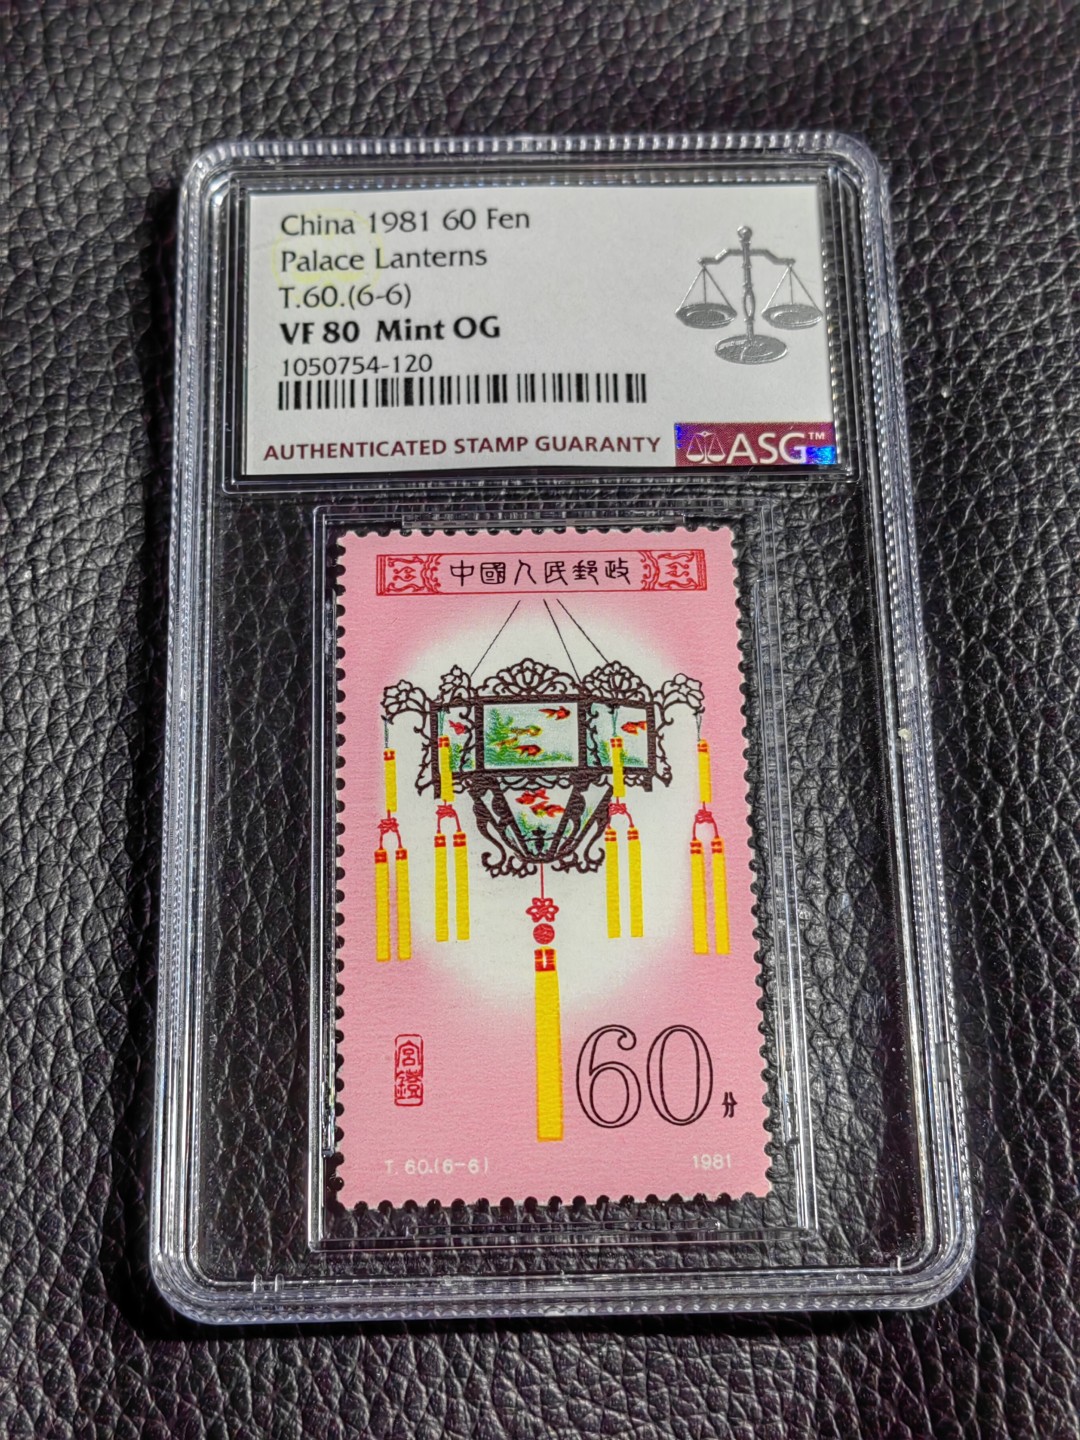 China 1981 60 Fen
Palace Lanterns
T.60.(6-6)
VF 80 Mint OG
1050754-120
AUTHENTICATED STAMP GUARANTY
ASG™
中國人民郵政
宮燈
60分
T. 60.(6-6)
1981